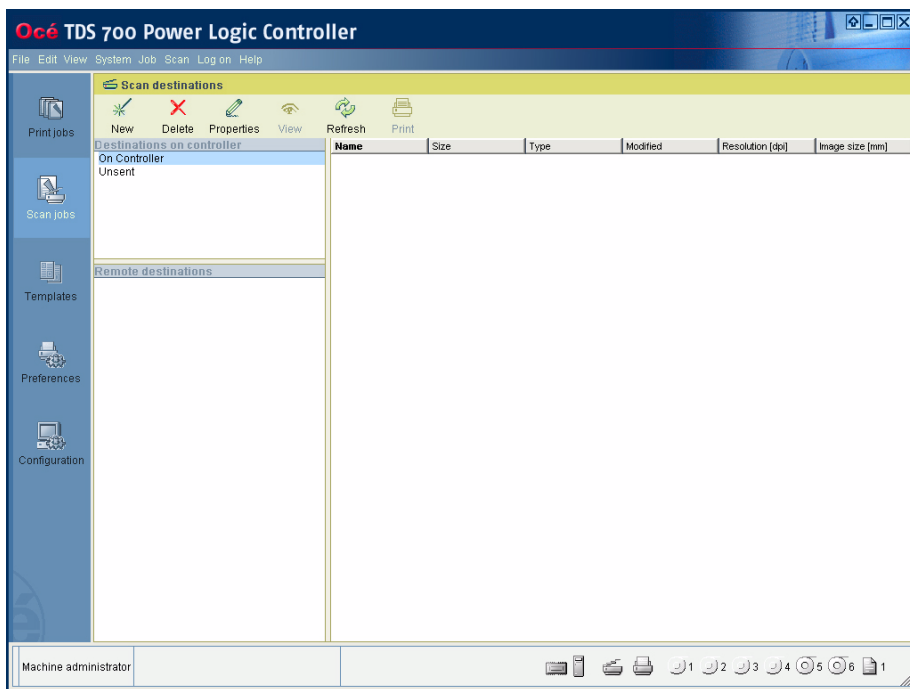 Océ TDS 700 Power Logic Controller
File Edit View System Job Scan Log on Help
Scan destinations
New Delete Properties View Refresh Print
Print jobs
Scan jobs
Templates
Preferences
Configuration
Destinations on controller
On Controller
Unsent
Remote destinations
Name Size Type Modified Resolution [dpi] Image size [mm]
é
Machine administrator
1 2 3 4 5 6 1